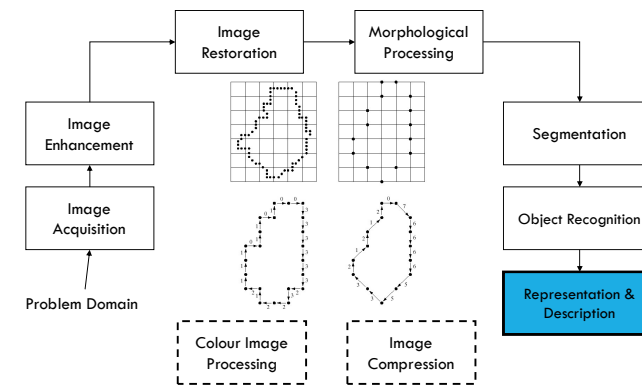 Image
Restoration
Morphological
Processing
Image
Enhancement
Segmentation
Image
Acquisition
Object Recognition
Problem Domain
Representation &
Description
Colour Image
Processing
Image
Compression